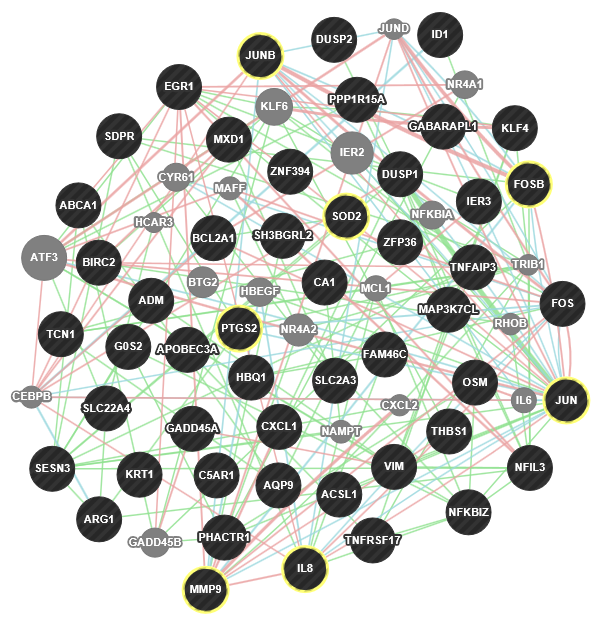 JUND
ID1
DUSP2
JUNB
NR4A1
EGR1
PPP1R15A
KLF6
GABARAPL1
KLF4
SDPR
MXD1
IER2
ZNF394
DUSP1
CYR61
MAFF
FOSB
IER3
ABCA1
HCAR3
SOD2
NFKBIA
BCL2A1
SH3BGRL2
ZFP36
ATF3
BIRC2
TNFAIP3
TRIB1
BTG2
HBEGF
CA1
MCL1
ADM
MAP3K7CL
FOS
RHOB
TCN1
G0S2
APOBEC3A
PTGS2
NR4A2
FAM46C
HBQ1
SLC2A3
OSM
CEBPB
SLC22A4
CXCL2
IL6
JUN
GADD45A
CXCL1
NAMPT
THBS1
SESN3
KRT1
C5AR1
AQP9
VIM
NFIL3
ACSL1
ARG1
NFKBIZ
GADD45B
PHACTR1
TNFRSF17
IL8
MMP9